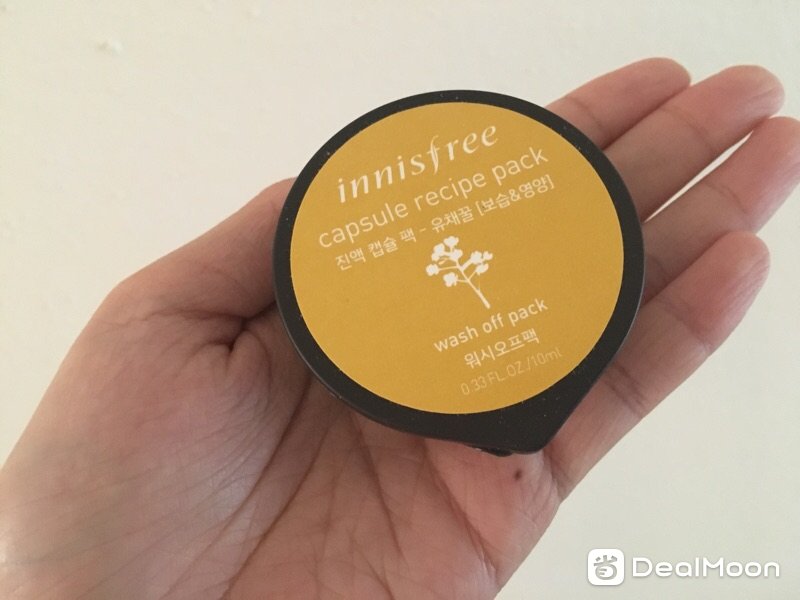 innisfree
capsule recipe pack
진액 캡슐 팩 - 유채꿀 [보습&영양]
wash off pack
워시오프팩
0.33 FL.OZ./10ml
省 DealMoon